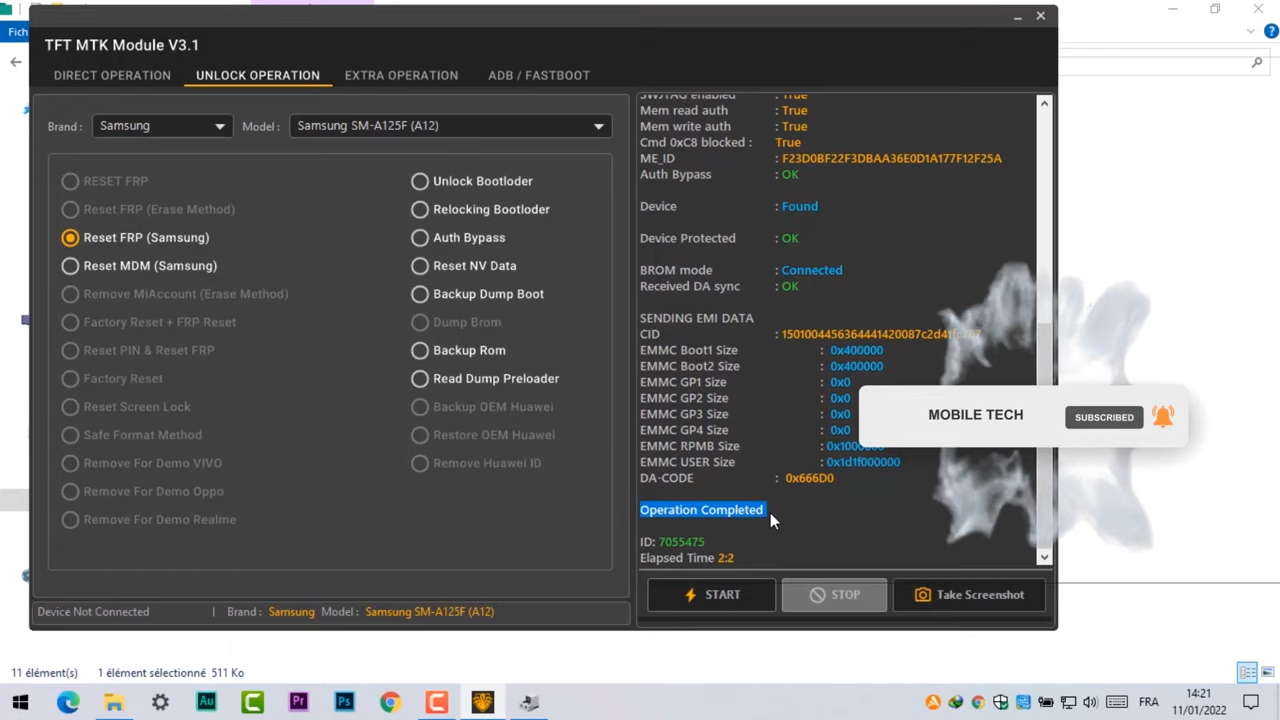 Fich
TFT MTK Module V3.1
DIRECT OPERATION UNLOCK OPERATION EXTRA OPERATION ADB / FASTBOOT
Brand : Samsung Model : Samsung SM-A125F (A12)
RESET FRP
Reset FRP (Erase Method)
Reset FRP (Samsung)
Reset MDM (Samsung)
Remove MiAccount (Erase Method)
Factory Reset + FRP Reset
Reset PIN & Reset FRP
Factory Reset
Reset Screen Lock
Safe Format Method
Remove For Demo VIVO
Remove For Demo Oppo
Remove For Demo Realme
Unlock Bootloder
Relocking Bootloder
Auth Bypass
Reset NV Data
Backup Dump Boot
Dump Brom
Backup Rom
Read Dump Preloader
Backup OEM Huawei
Restore OEM Huawei
Remove Huawei ID
SWJTAG enabled : True
Mem read auth : True
Mem write auth : True
Cmd 0xC8 blocked : True
ME_ID : F23D0BF22F3DBAA36E0D1A177F12F25A
Auth Bypass : OK
Device : Found
Device Protected : OK
BROM mode : Connected
Received DA sync : OK
SENDING EMI DATA
CID :
EMMC Boot1 Size : 0x400000
EMMC Boot2 Size : 0x400000
EMMC GP1 Size : 0x0
EMMC GP2 Size : 0x0
EMMC GP3 Size : 0x0
EMMC GP4 Size : 0x0
EMMC RPMB Size :
EMMC USER Size : 0x1d1f000000
DA-CODE : 0x666D0
Operation Completed
ID: 7055475
Elapsed Time 2:2
MOBILE TECH SUBSCRIBED
START STOP Take Screenshot
Device Not Connected | Brand : Samsung Model : Samsung SM-A125F (A12)
11 élément(s) 1 élément sélectionné 511 Ko
Au Pr Ps
FRA
14:21
11/01/2022